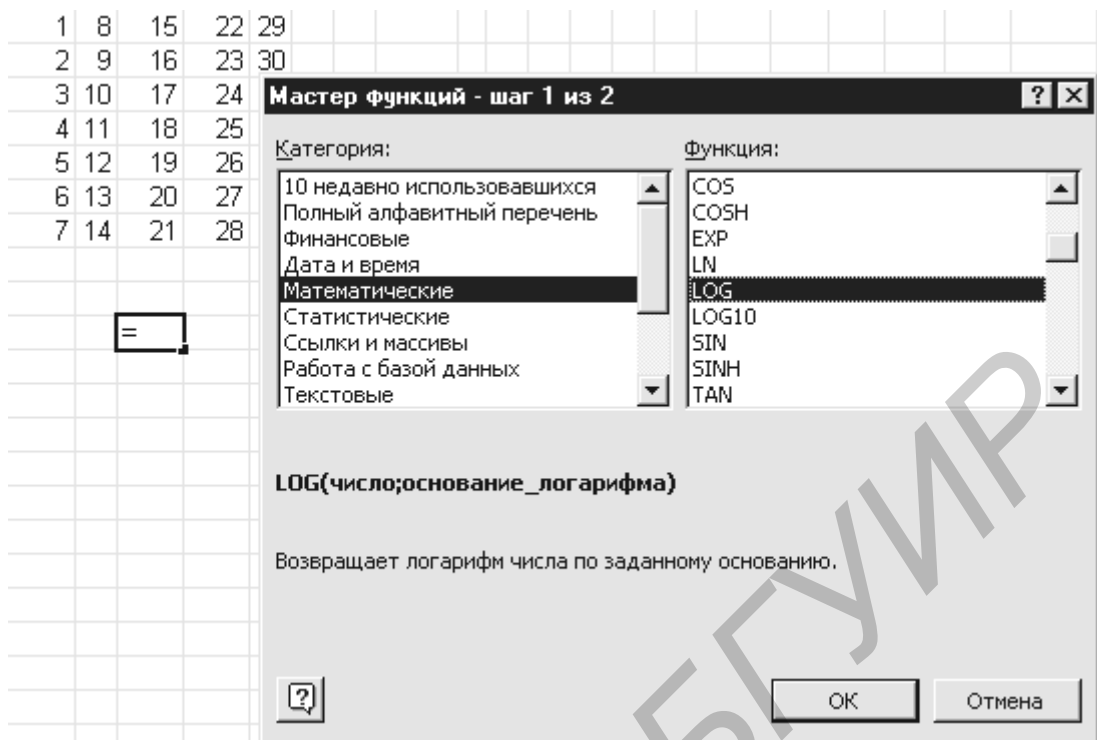 1 8 15 22 29
2 9 16 23 30
3 10 17 24
4 11 18 25
5 12 19 26
6 13 20 27
7 14 21 28
=
Мастер функций - шаг 1 из 2
Категория:
10 недавно использовавшихся
Полный алфавитный перечень
Финансовые
Дата и время
Математические
Статистические
Ссылки и массивы
Работа с базой данных
Текстовые
Функция:
COS
COSH
EXP
LN
LOG
LOG10
SIN
SINH
TAN
LOG(число;основание_логарифма)
Возвращает логарифм числа по заданному основанию.
ОК
Отмена
БГУИР